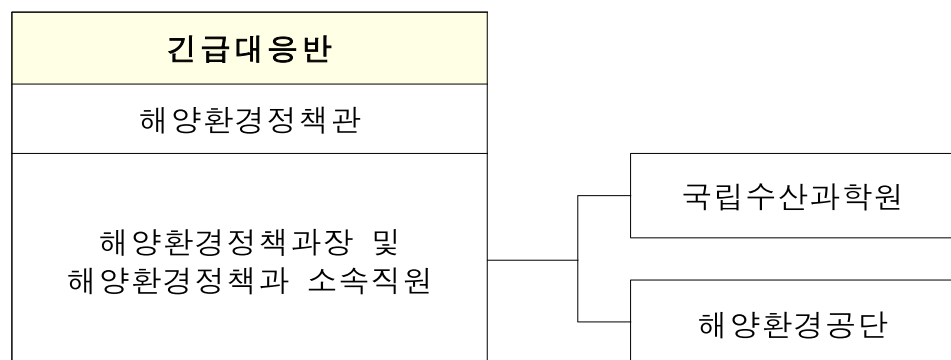 긴급대응반
해양환경정책관
해양환경정책과장 및
해양환경정책과 소속직원
국립수산과학원
해양환경공단